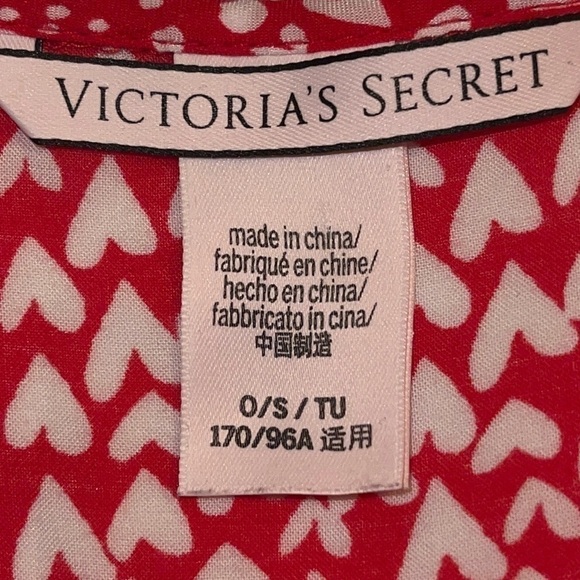 VICTORIA'S SECRET
made in china/
fabriqué en chine/
hecho en china/
fabbricato in cina/
中国制造
O/S / TU
170/96A 适用